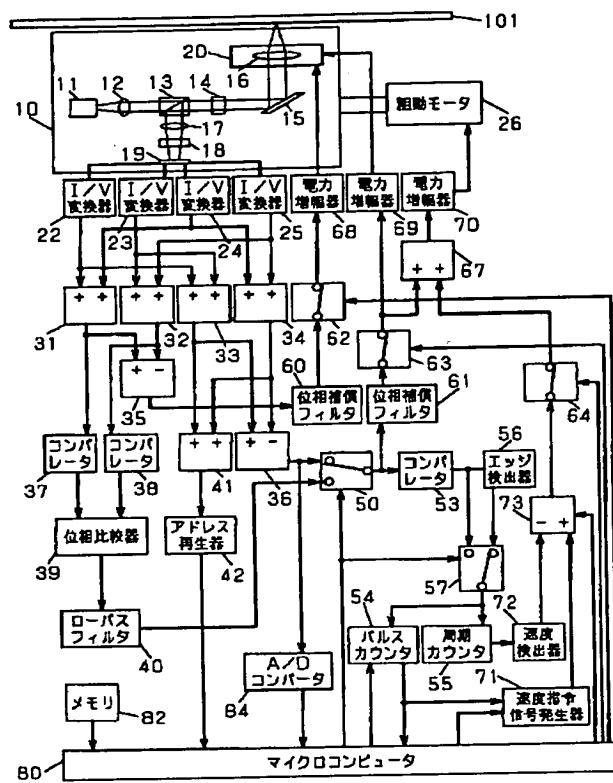 101
20
11
12
13
14
16
10
17
15
18
粗動モータ
26
19
I/V
変換器
I/V
変換器
I/V
変換器
I/V
変換器
電力
増幅器
電力
増幅器
電力
増幅器
22
23
24
25
68
69
70
+ +
67
+ +
+ +
+ +
+ +
31
32
33
34
62
63
64
+ -
35
60
位相補償
フィルタ
位相補償
フィルタ
61
コンパレータ
コンパレータ
37
38
+ +
41
+ -
36
50
コンパレータ
53
56
エッジ
検出器
73
- +
位相比較器
39
アドレス
再生器
42
57
ローパス
フィルタ
40
54
パルス
カウンタ
周期
カウンタ
55
72
速度
検出器
71
A/D
コンバータ
84
速度指令
信号発生器
メモリ
82
80
マイクロコンピュータ